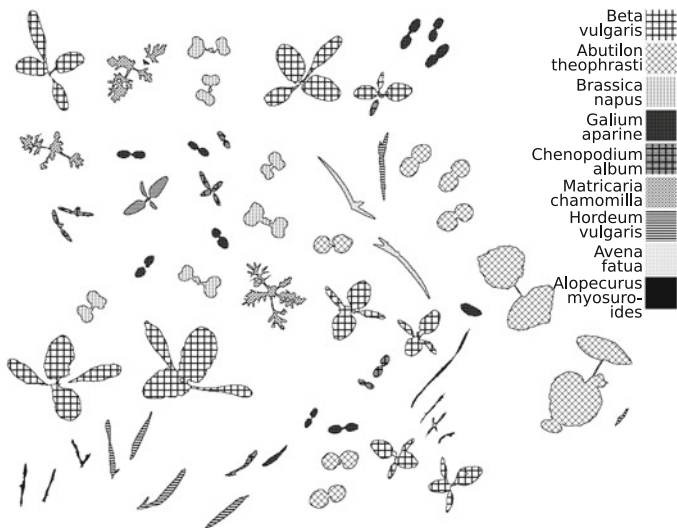 Beta
vulgaris
Abutilon
theophrasti
Brassica
napus
Galium
aparine
Chenopodium
album
Matricaria
chamomilla
Hordeum
vulgaris
Avena
fatua
Alopecurus
myosuro-
ides